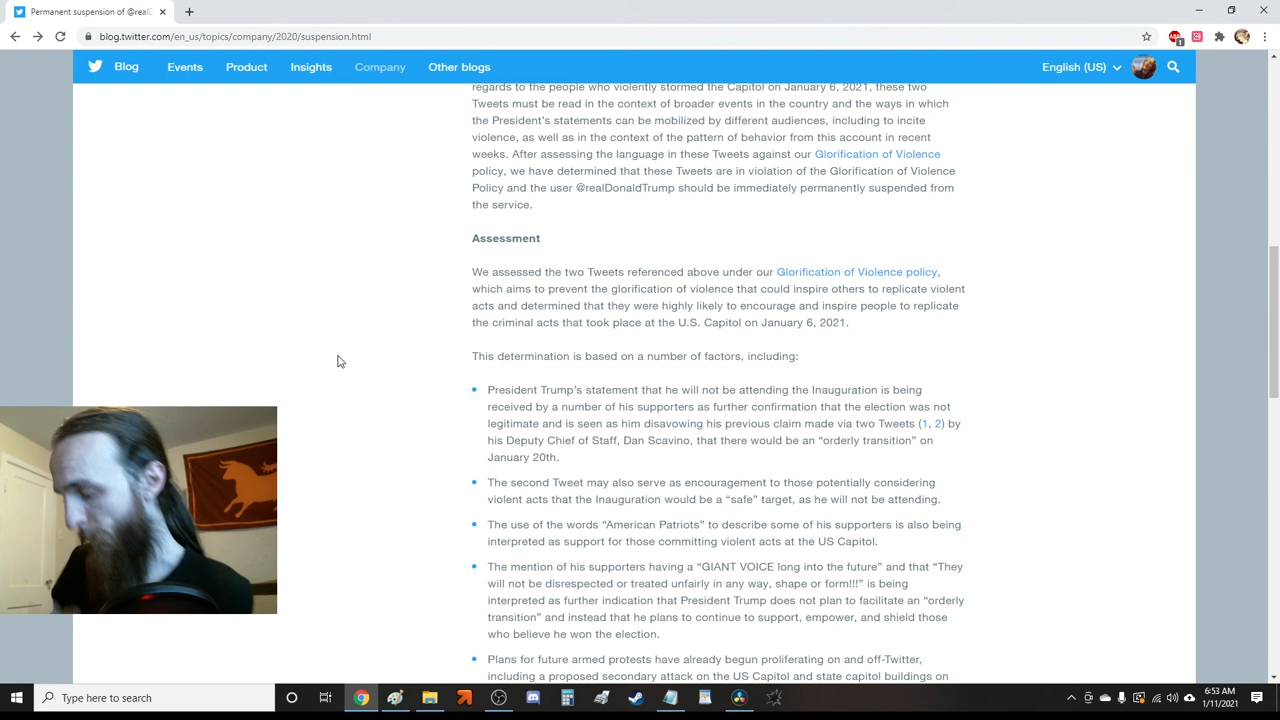 Permanent suspension of @realD
blog.twitter.com/en_us/topics/company/2020/suspension.html
Blog Events Product Insights Company Other blogs English (US)
regards to the people who violently stormed the Capitol on January 6, 2021, these two
Tweets must be read in the context of broader events in the country and the ways in which
the President's statements can be mobilized by different audiences, including to incite
violence, as well as in the context of the pattern of behavior from this account in recent
weeks. After assessing the language in these Tweets against our Glorification of Violence
policy, we have determined that these Tweets are in violation of the Glorification of Violence
Policy and the user @realDonaldTrump should be immediately permanently suspended from
the service.
Assessment
We assessed the two Tweets referenced above under our Glorification of Violence policy,
which aims to prevent the glorification of violence that could inspire others to replicate violent
acts and determined that they were highly likely to encourage and inspire people to replicate
the criminal acts that took place at the U.S. Capitol on January 6, 2021.
This determination is based on a number of factors, including:
President Trump's statement that he will not be attending the Inauguration is being
received by a number of his supporters as further confirmation that the election was not
legitimate and is seen as him disavowing his previous claim made via two Tweets (1, 2) by
his Deputy Chief of Staff, Dan Scavino, that there would be an “orderly transition” on
January 20th.
The second Tweet may also serve as encouragement to those potentially considering
violent acts that the Inauguration would be a “safe” target, as he will not be attending.
The use of the words “American Patriots” to describe some of his supporters is also being
interpreted as support for those committing violent acts at the US Capitol.
The mention of his supporters having a “GIANT VOICE long into the future” and that “They
will not be disrespected or treated unfairly in any way, shape or form!!!” is being
interpreted as further indication that President Trump does not plan to facilitate an “orderly
transition” and instead that he plans to continue to support, empower, and shield those
who believe he won the election.
Plans for future armed protests have already begun proliferating on and off-Twitter,
including a proposed secondary attack on the US Capitol and state capitol buildings on
Type here to search
6:53 AM
1/11/2021